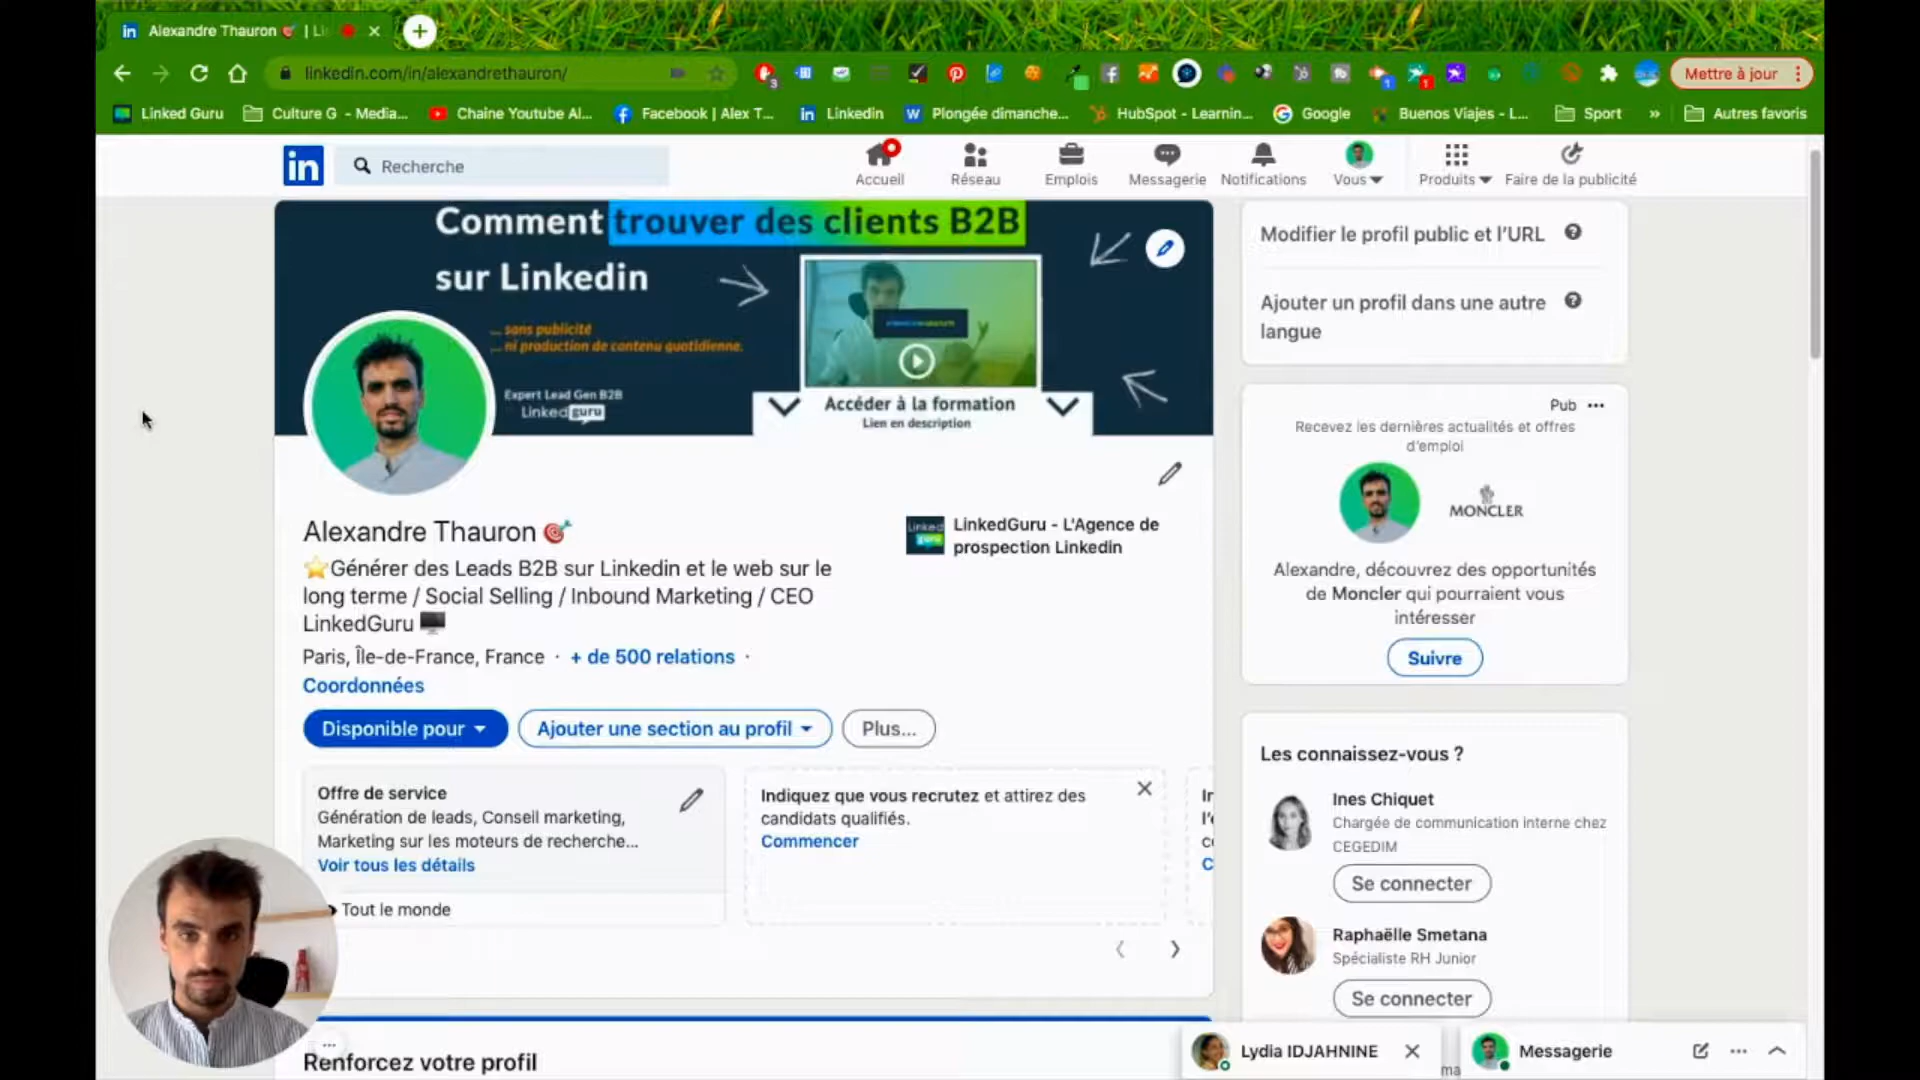 Alexandre Thauron 🎯 | Li
linkedin.com/in/alexandrethauron/
Mettre à jour
Linked Guru
Culture G - Media...
Chaine Youtube Al...
Facebook | Alex T...
Linkedin
Plongée dimanche...
HubSpot - Learnin...
Google
Buenos Viajes - L...
Sport
»
Autres favoris
in
Recherche
Accueil
Réseau
Emplois
Messagerie
Notifications
Vous
Produits
Faire de la publicité
Comment trouver des clients B2B
sur Linkedin
... sans publicité
... ni production de contenu quotidienne.
Expert Lead Gen B2B
Linked guru
Accéder à la formation
Lien en description
Alexandre Thauron 🎯
⭐Générer des Leads B2B sur Linkedin et le web sur le
long terme / Social Selling / Inbound Marketing / CEO
LinkedGuru 🖥️
Paris, Île-de-France, France · + de 500 relations ·
Coordonnées
Linked
guru
LinkedGuru - L'Agence de
prospection Linkedin
Disponible pour
Ajouter une section au profil
Plus...
Offre de service
Génération de leads, Conseil marketing,
Marketing sur les moteurs de recherche...
Voir tous les détails
Tout le monde
Indiquez que vous recrutez et attirez des
candidats qualifiés.
Commencer
Renforcez votre profil
Modifier le profil public et l'URL
Ajouter un profil dans une autre
langue
Pub ...
Recevez les dernières actualités et offres
d'emploi
MONCLER
Alexandre, découvrez des opportunités
de Moncler qui pourraient vous
intéresser
Suivre
Les connaissez-vous ?
Ines Chiquet
Chargée de communication interne chez
CEGEDIM
Se connecter
Raphaëlle Smetana
Spécialiste RH Junior
Se connecter
Lydia IDJAHNINE
Messagerie
ma